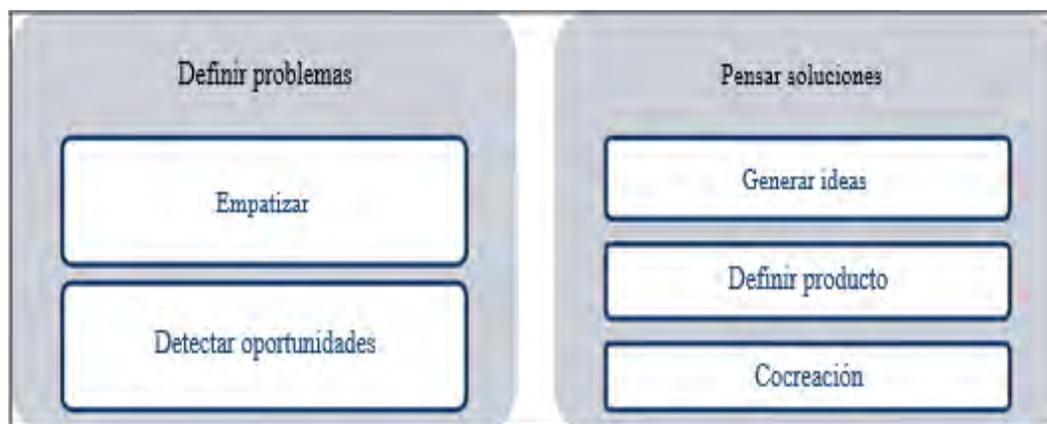 Definir problemas
Empatizar
Detectar oportunidades
Pensar soluciones
Generar ideas
Definir producto
Cocreación